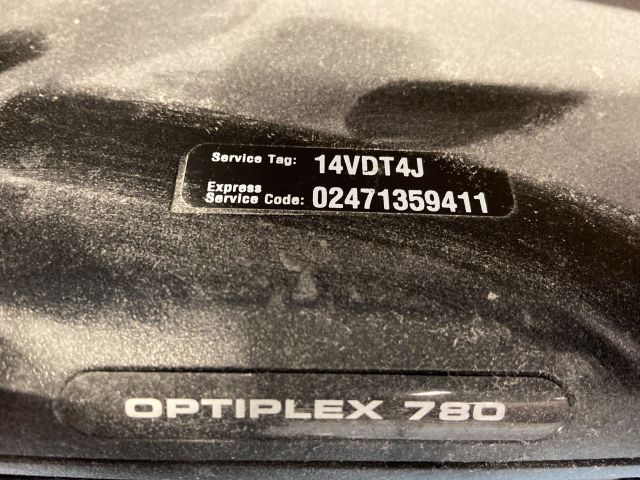 Service Tag: 14VDT4J
Express
Service Code: 02471359411
OPTIPLEX 780